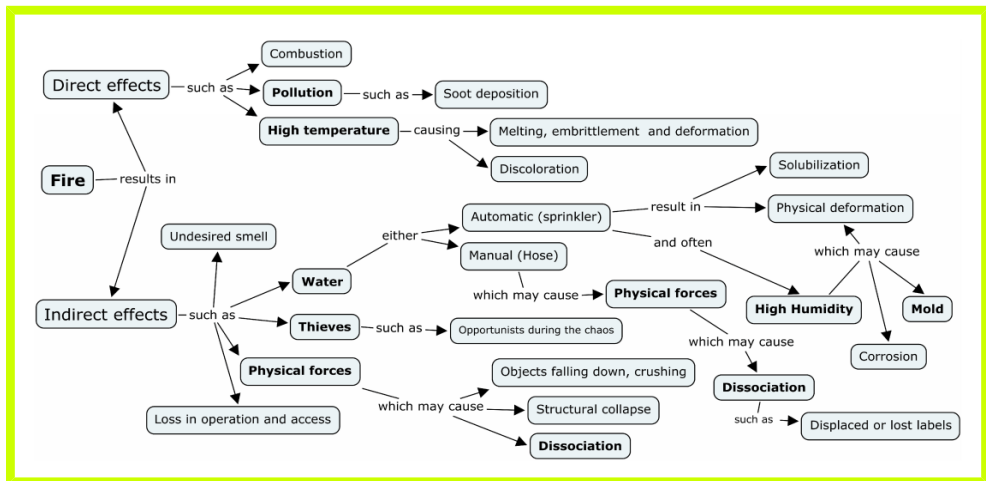 Combustion
Direct effects
such as
Pollution
such as
Soot deposition
High temperature
causing
Melting, embrittlement and deformation
Discoloration
Fire
results in
Solubilization
Automatic (sprinkler)
result in
Physical deformation
Undesired smell
either
and often
Manual (Hose)
which may cause
Water
which may cause
Physical forces
High Humidity
Mold
Indirect effects
such as
Thieves
such as
Opportunists during the chaos
which may cause
Corrosion
Physical forces
Objects falling down, crushing
Dissociation
which may cause
Structural collapse
Loss in operation and access
such as
Displaced or lost labels
Dissociation